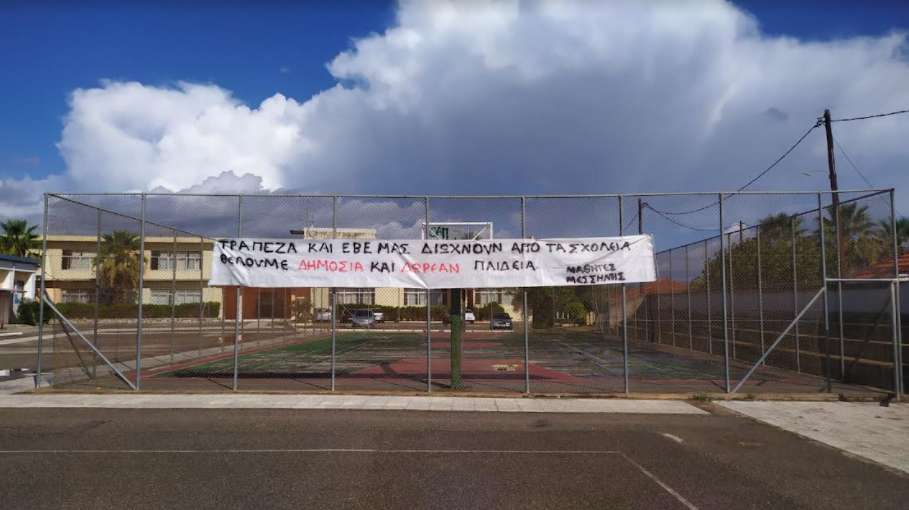 ΤΡΑΠΕΖΑ ΚΑΙ ΕΒΕ ΜΑΣ ΔΙΩΧΝΟΥΝ ΑΠΟ ΤΑ ΣΧΟΛΕΙΑ
ΘΕΛΟΥΜΕ ΔΗΜΟΣΙΑ ΚΑΙ ΔΩΡΕΑΝ ΠΑΙΔΕΙΑ
ΜΑΘΗΤΕΣ
ΜΕΣΣΗΝΗΣ